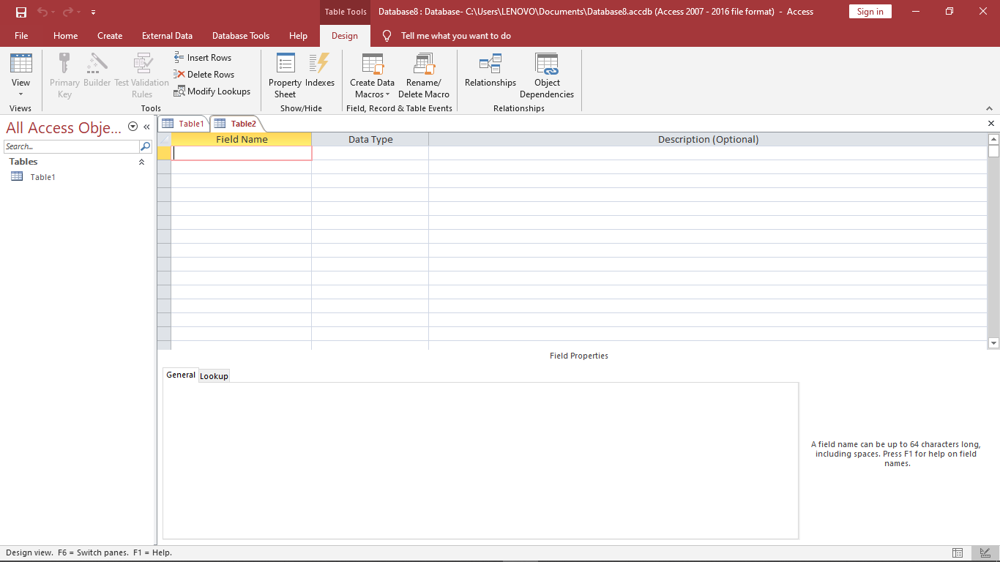 Table Tools
Database8 : Database- C:\Users\LENOVO\Documents\Database8.accdb (Access 2007 - 2016 file format)  -  Access
Sign in
File
Home
Create
External Data
Database Tools
Help
Design
Tell me what you want to do
View
Views
Primary Key
Builder
Test Validation Rules
Insert Rows
Delete Rows
Modify Lookups
Tools
Property Sheet
Indexes
Show/Hide
Create Data Macros
Rename/ Delete Macro
Field, Record & Table Events
Relationships
Object Dependencies
Relationships
All Access Obje...
Search...
Tables
Table1
Table1
Table2
Field Name
Data Type
Description (Optional)
Field Properties
General
Lookup
A field name can be up to 64 characters long,
including spaces. Press F1 for help on field
names.
Design view.  F6 = Switch panes.  F1 = Help.